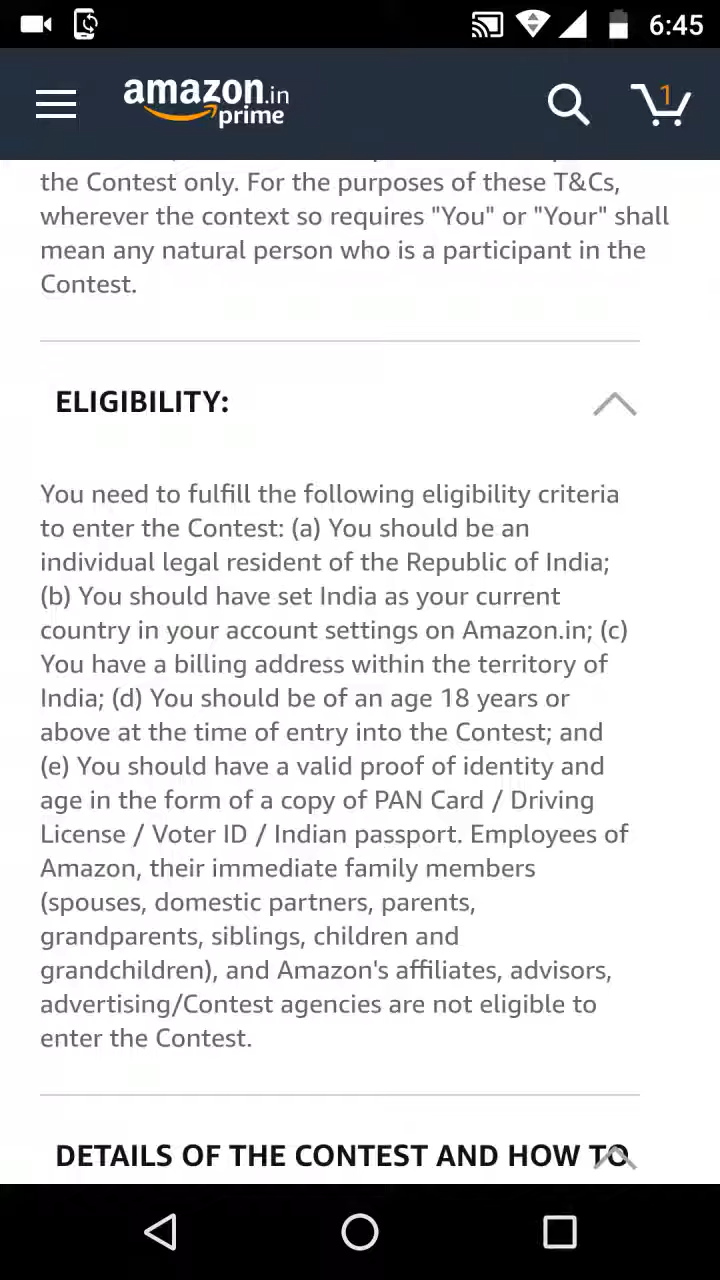 6:45
amazon.in
prime
1
the Contest only. For the purposes of these T&Cs,
wherever the context so requires "You" or "Your" shall
mean any natural person who is a participant in the
Contest.
ELIGIBILITY:
You need to fulfill the following eligibility criteria
to enter the Contest: (a) You should be an
individual legal resident of the Republic of India;
(b) You should have set India as your current
country in your account settings on Amazon.in; (c)
You have a billing address within the territory of
India; (d) You should be of an age 18 years or
above at the time of entry into the Contest; and
(e) You should have a valid proof of identity and
age in the form of a copy of PAN Card / Driving
License / Voter ID / Indian passport. Employees of
Amazon, their immediate family members
(spouses, domestic partners, parents,
grandparents, siblings, children and
grandchildren), and Amazon's affiliates, advisors,
advertising/Contest agencies are not eligible to
enter the Contest.
DETAILS OF THE CONTEST AND HOW TO